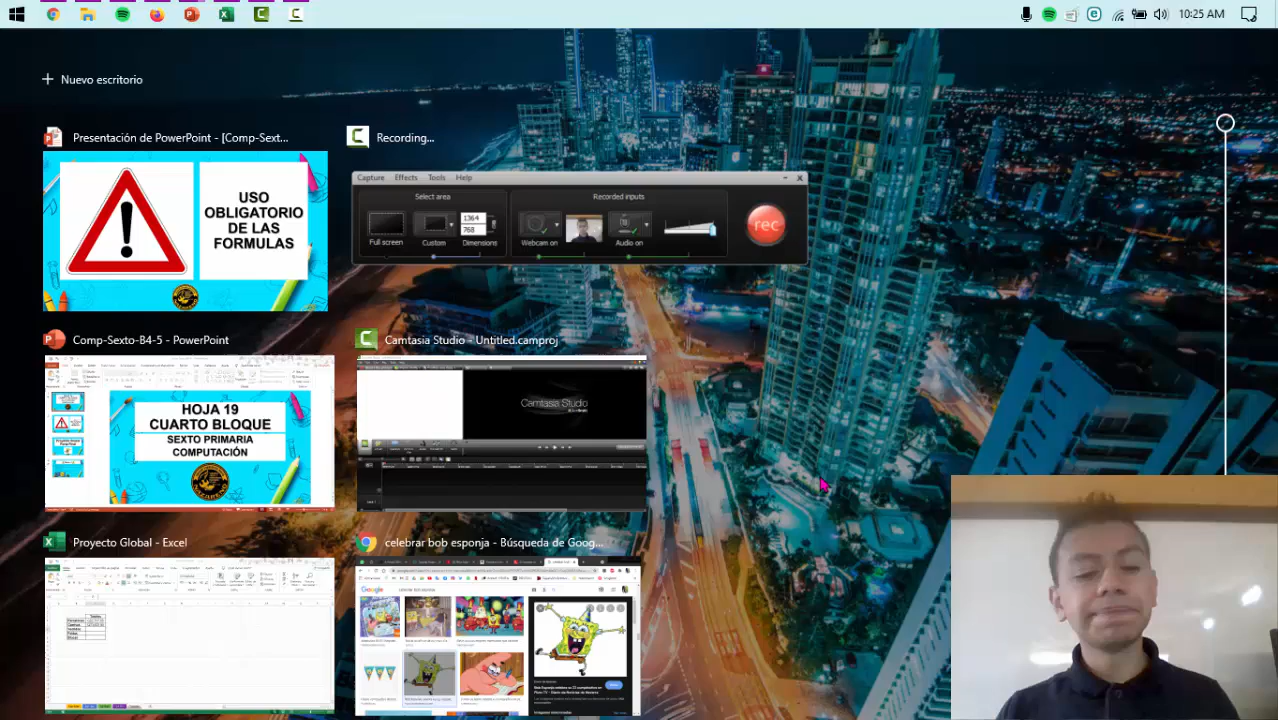 10:25 AM
Nuevo escritorio
Presentación de PowerPoint - [Comp-Sext...
Recording...
USO
OBLIGATORIO
DE LAS
FORMULAS
Capture Effects Tools Help
Select area
Recorded inputs
1364
768
rec
Full screen
Custom
Dimensions
Webcam on
Audio on
Comp-Sexto-B4-5 - PowerPoint
Camtasia Studio - Untitled.camproj
HOJA 19
CUARTO BLOQUE
SEXTO PRIMARIA
COMPUTACIÓN
Camtasia Studio
Proyecto Global - Excel
celebrar bob esponja - Búsqueda de Goog...
Google